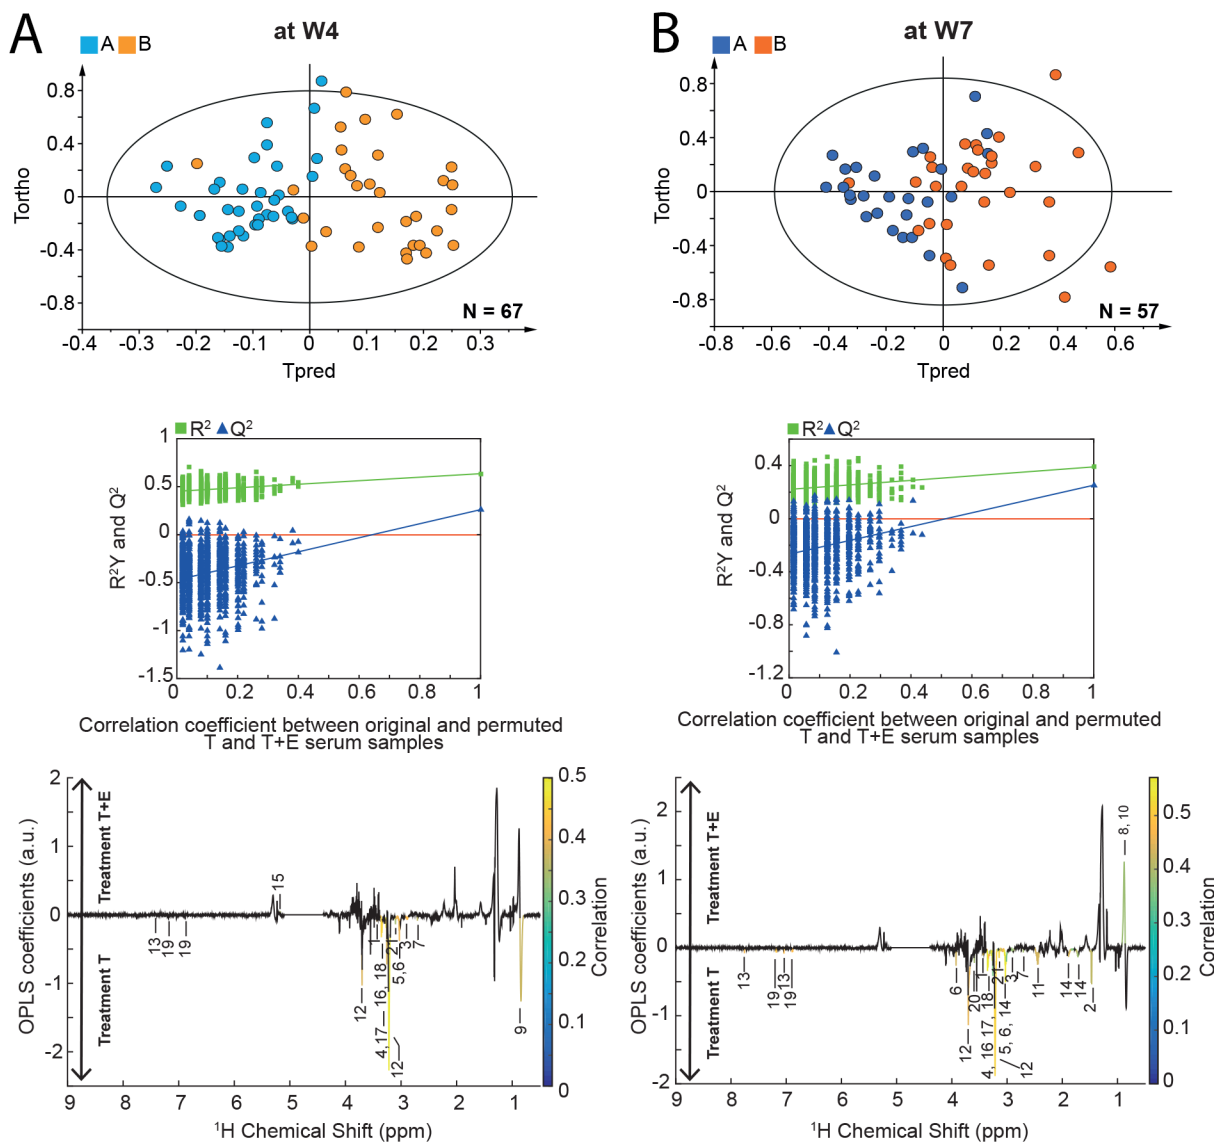 A
at W4
A B
0.8
0.4
0
-0.4
-0.8
Tortho
N = 67
-0.4 -0.3 -0.2 -0.1 0 0.1 0.2 0.3
Tpred
R² Q²
1
0.5
0
-0.5
-1
-1.5
R²Y and Q²
0 0.2 0.4 0.6 0.8 1
Correlation coefficient between original and permuted
T and T+E serum samples
2
1
0
-1
-2
OPLS coefficients (a.u.)
Treatment T+E
Treatment T
15
13
19
19
12
1
16, 18
4,17
2
5,6
3
7
12
9
9 8 7 6 5 4 3 2 1
¹H Chemical Shift (ppm)
0.5
0.4
0.3
0.2
0.1
0
Correlation
B
at W7
A B
0.8
0.4
0
-0.4
-0.8
Tortho
N = 57
-0.8 -0.6 -0.4 -0.2 0 0.2 0.4 0.6
Tpred
R² Q²
0.4
0
-0.4
-0.8
-1.2
R²Y and Q²
0 0.2 0.4 0.6 0.8 1
Correlation coefficient between original and permuted
T and T+E serum samples
2
1
0
-1
-2
OPLS coefficients (a.u.)
Treatment T+E
Treatment T
8, 10
13
19
13
19
6
12
20
1
4, 16 17, 18
21
5, 6, 14
3
7
12
11
14
14
2
9 8 7 6 5 4 3 2 1
¹H Chemical Shift (ppm)
0.5
0.4
0.3
0.2
0.1
0
Correlation